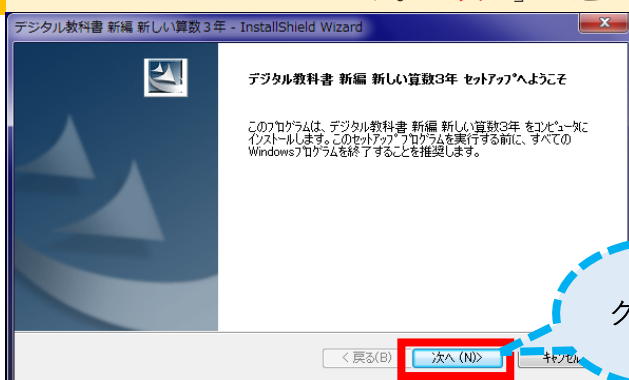 デジタル教科書 新編 新しい算数3年 - InstallShield Wizard
デジタル教科書 新編 新しい算数3年 セットアップへようこそ
このプログラムは、デジタル教科書 新編 新しい算数3年 をコンピュータに
インストールします。このセットアップ プログラムを実行する前に、すべての
Windowsプログラムを終了することを推奨します。
< 戻る(B)
次へ (N)>
キャンセル
ク